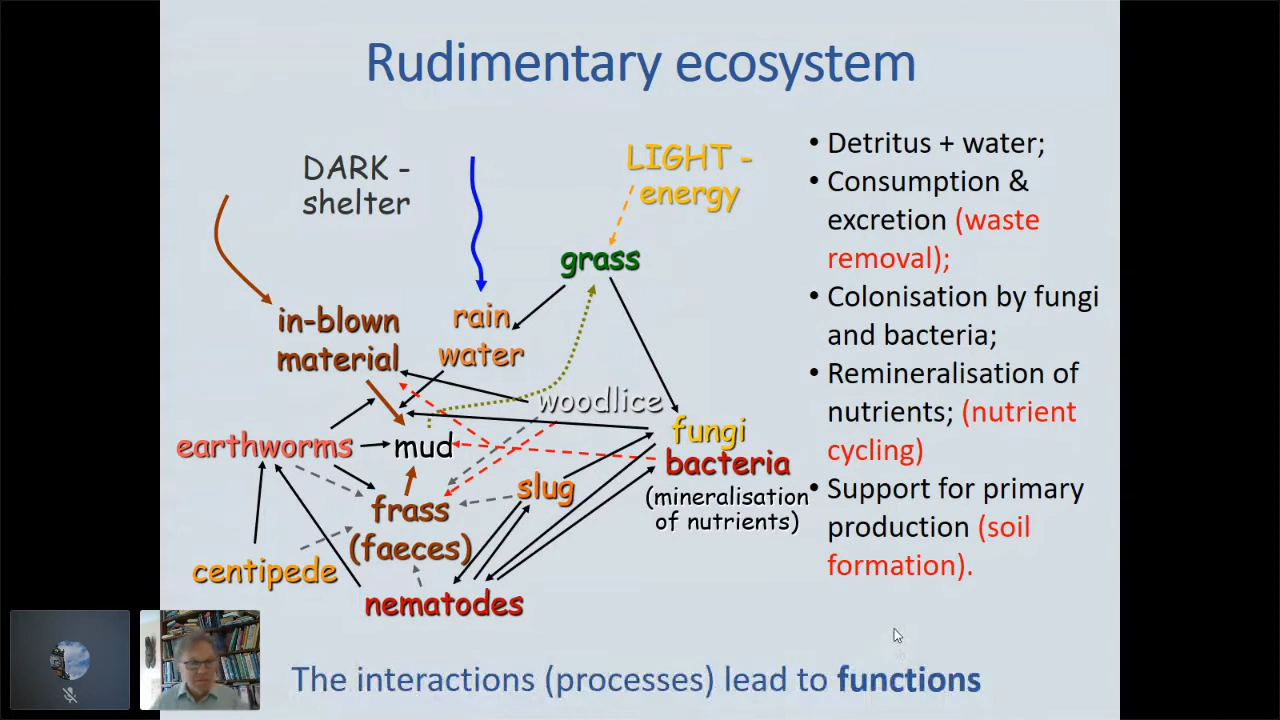 Rudimentary ecosystem
DARK -
shelter
LIGHT -
energy
grass
in-blown
material
rain
water
woodlice
earthworms
mud
fungi
bacteria
(mineralisation
of nutrients)
slug
frass
(faeces)
centipede
nematodes
• Detritus + water;
• Consumption &
excretion (waste
removal);
• Colonisation by fungi
and bacteria;
• Remineralisation of
nutrients; (nutrient
cycling)
• Support for primary
production (soil
formation).
The interactions (processes) lead to functions